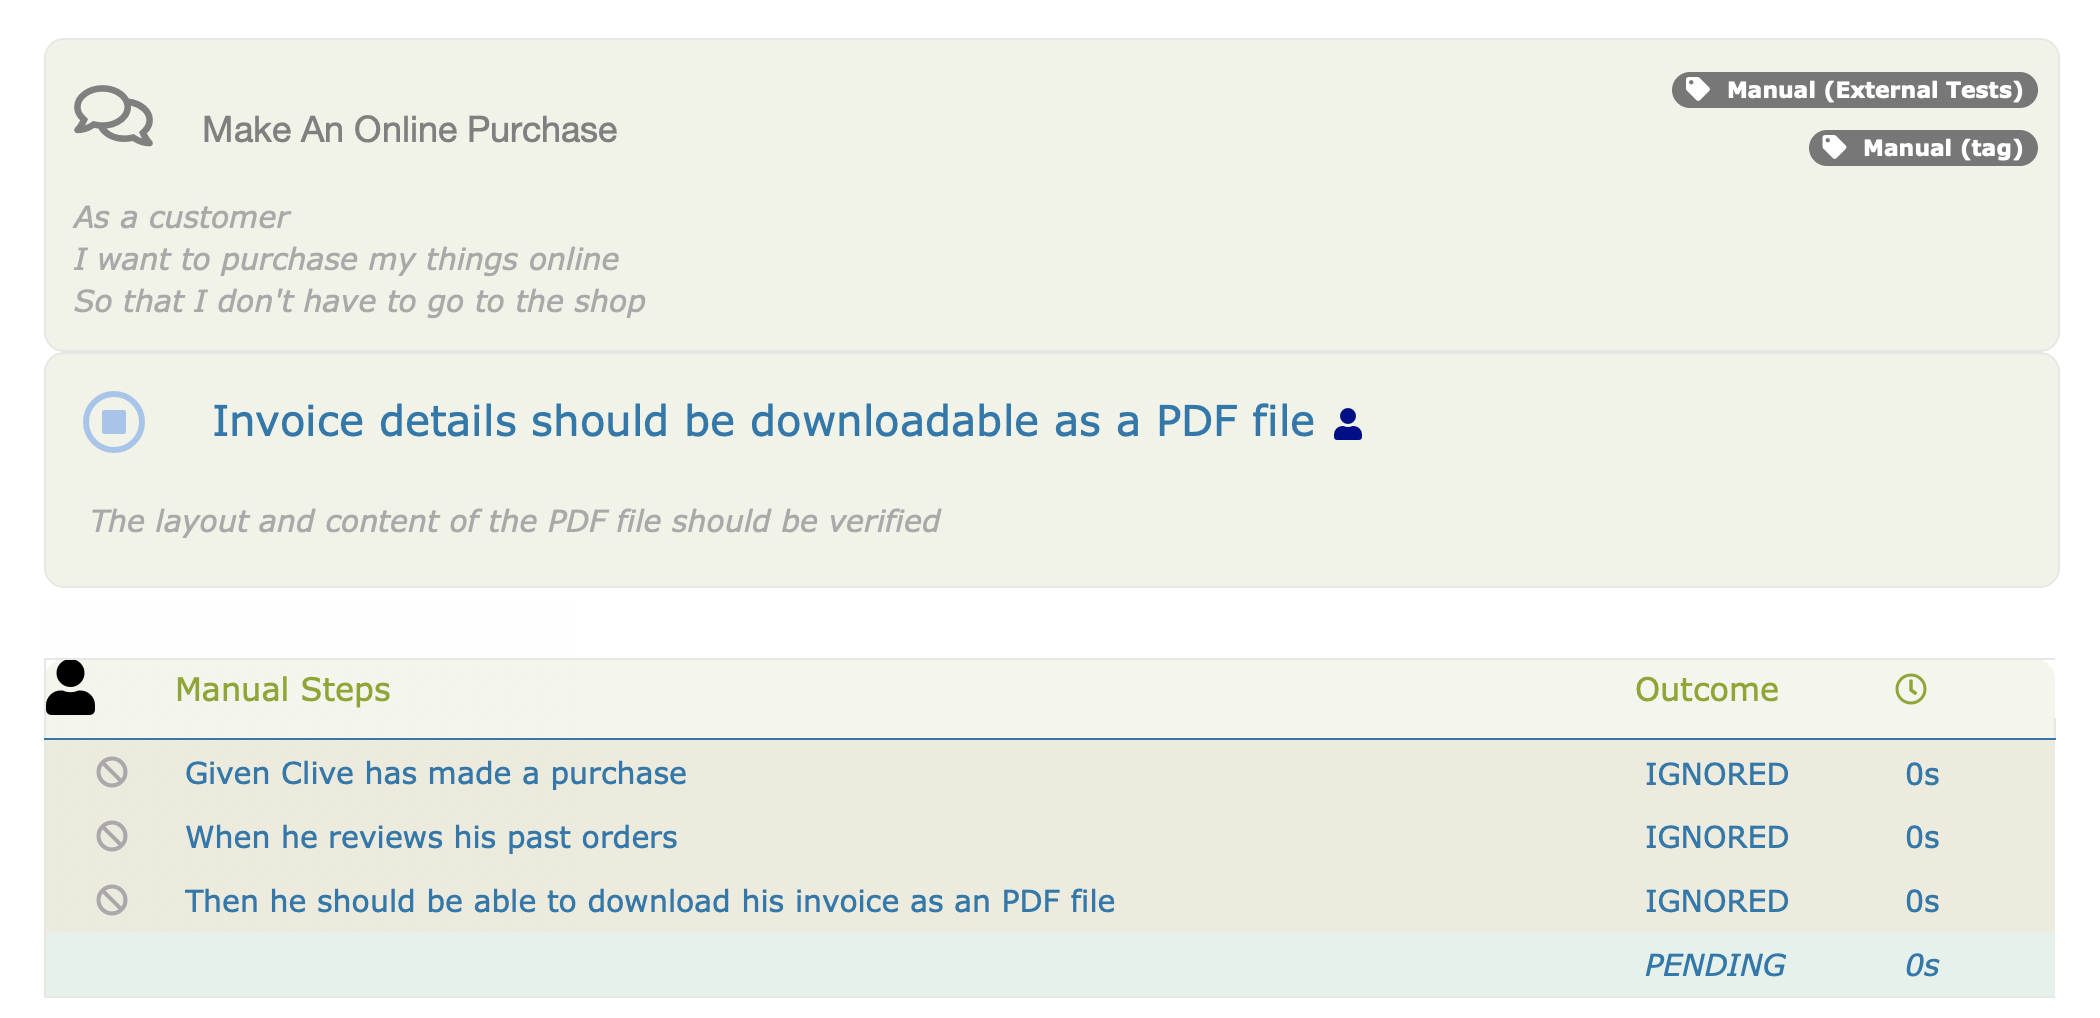 Make An Online Purchase
Manual (External Tests)
Manual (tag)
As a customer
I want to purchase my things online
So that I don't have to go to the shop
Invoice details should be downloadable as a PDF file
The layout and content of the PDF file should be verified
Manual Steps Outcome
Given Clive has made a purchase IGNORED 0s
When he reviews his past orders IGNORED 0s
Then he should be able to download his invoice as an PDF file IGNORED 0s
PENDING 0s